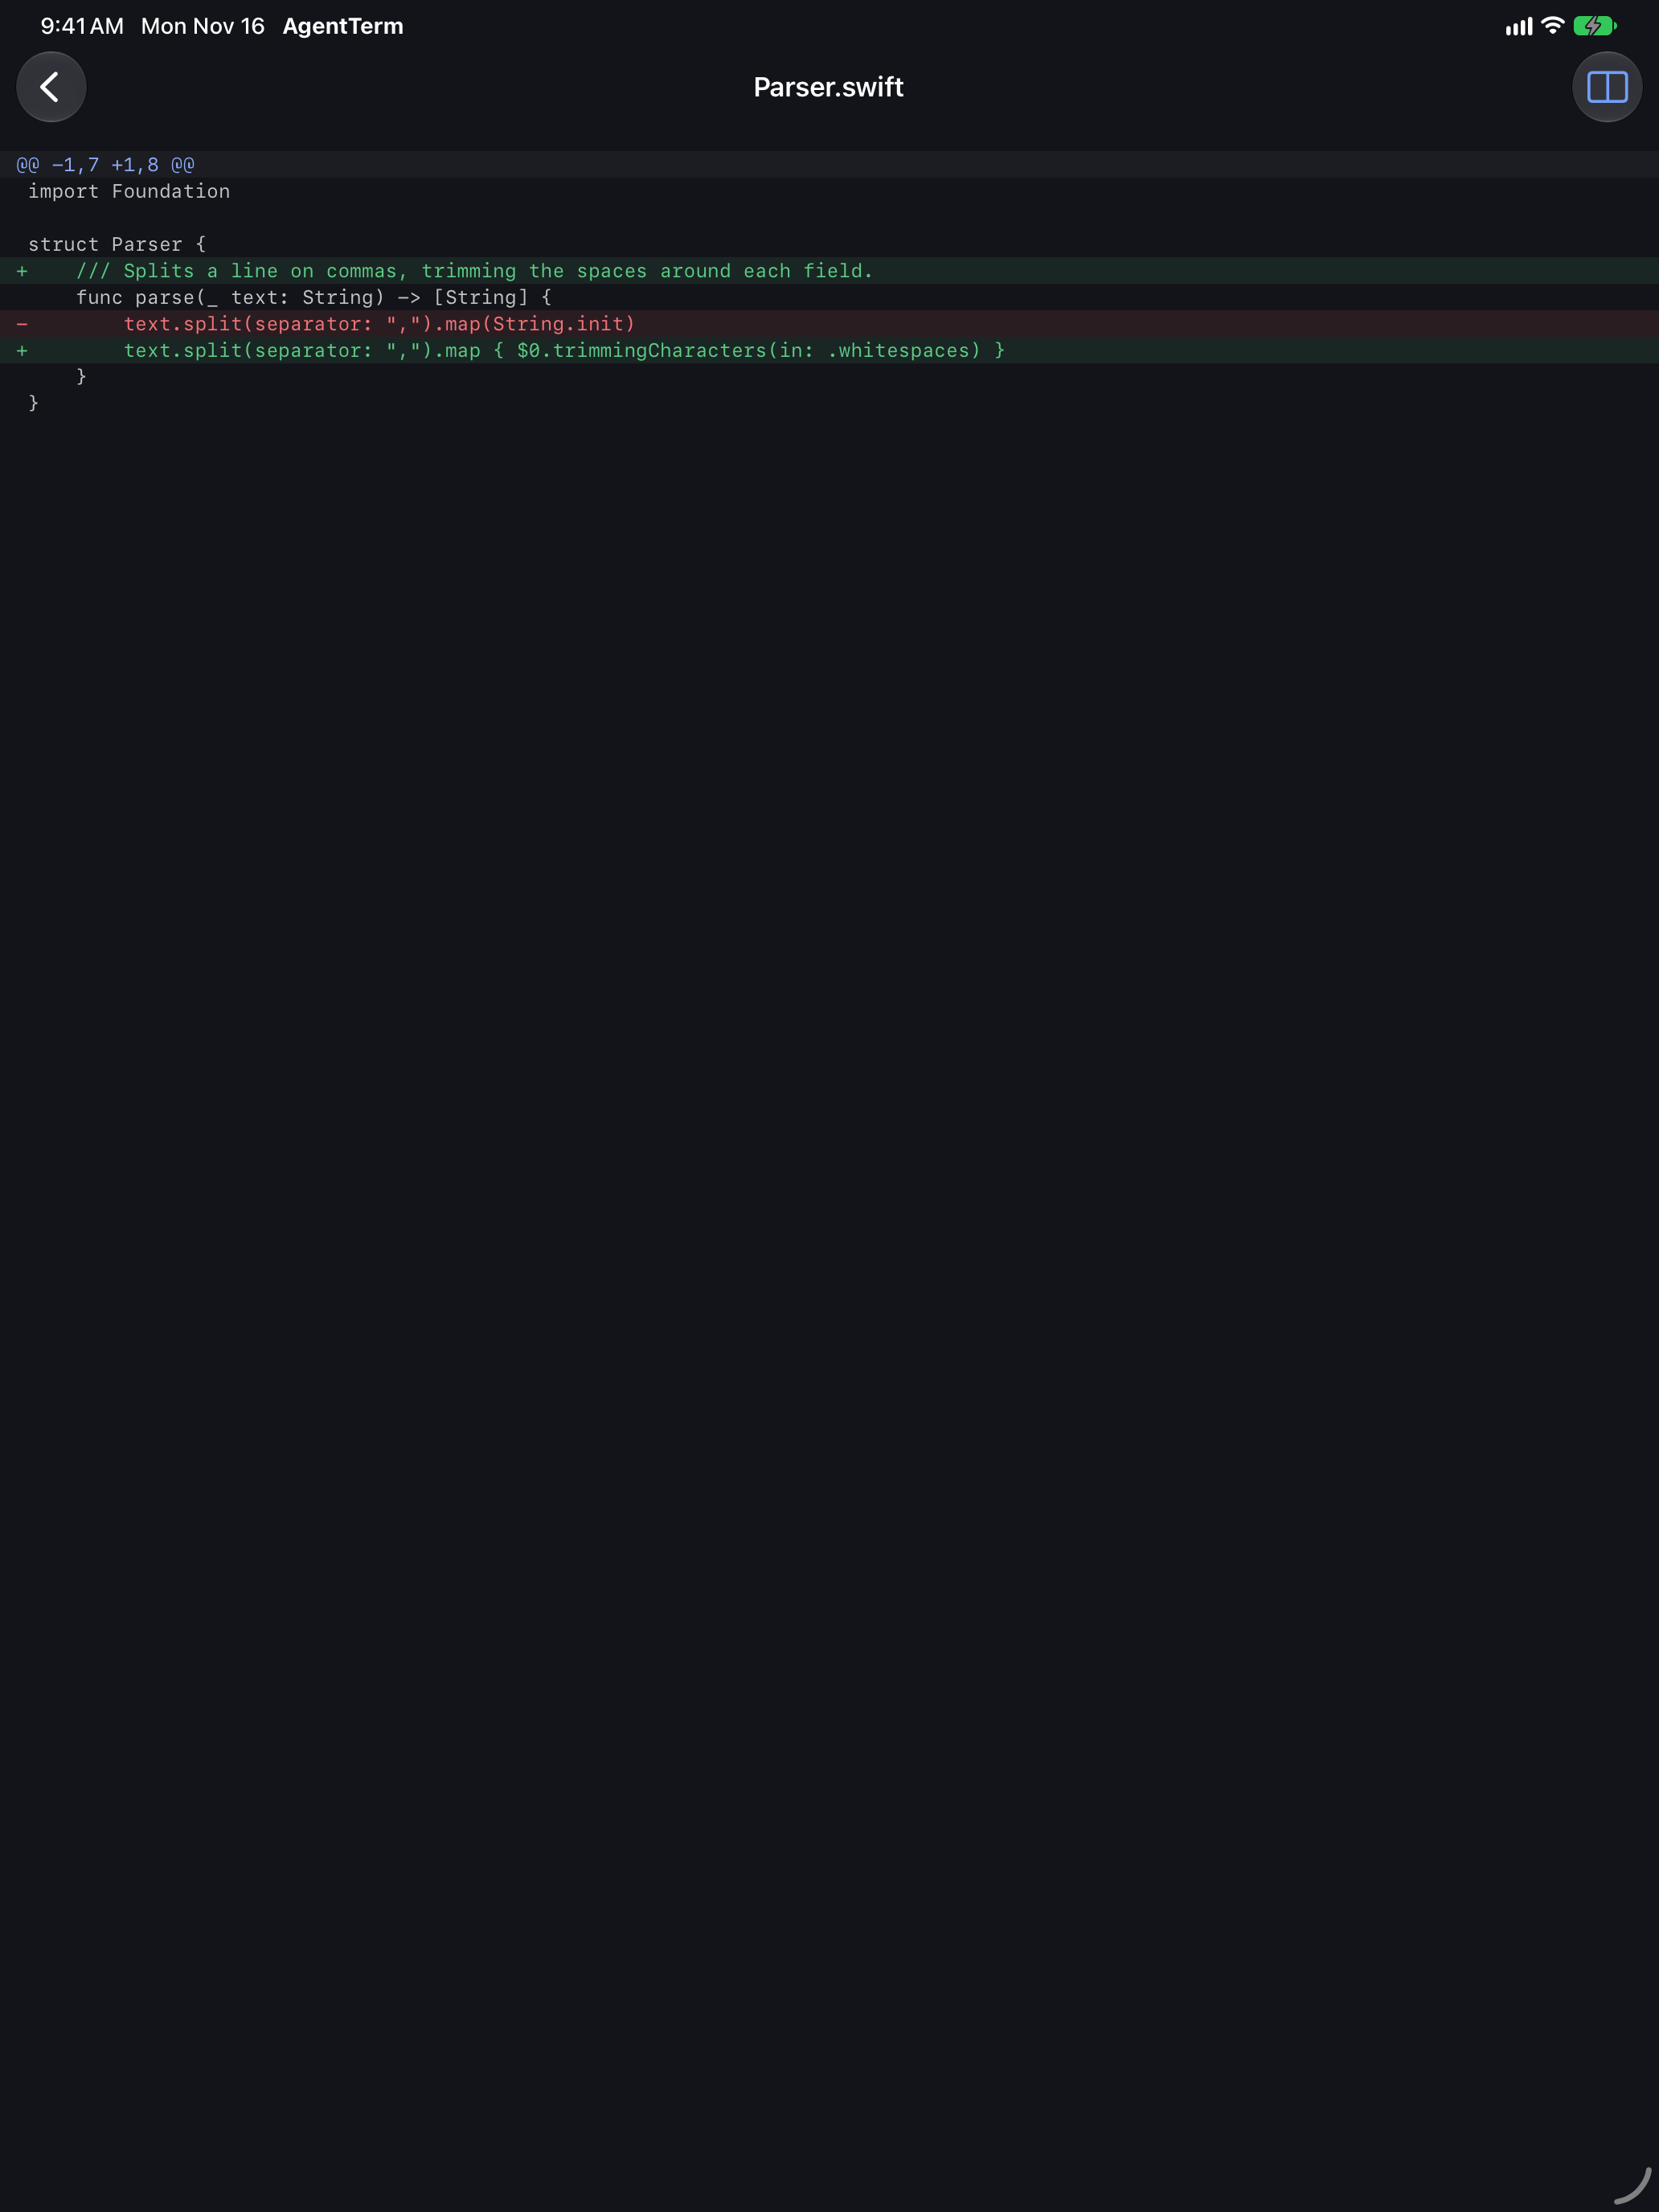 9:41 AM Mon Nov 16 AgentTerm
Parser.swift
@@ -1,7 +1,8 @@
 import Foundation

 struct Parser {
+    /// Splits a line on commas, trimming the spaces around each field.
     func parse(_ text: String) -> [String] {
-        text.split(separator: ",").map(String.init)
+        text.split(separator: ",").map { $0.trimmingCharacters(in: .whitespaces) }
     }
 }